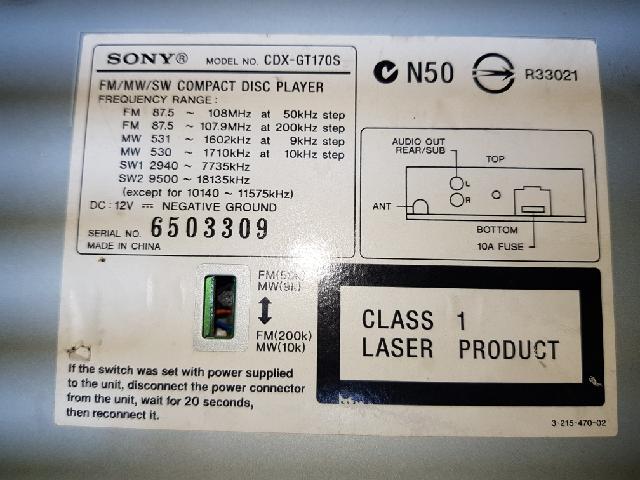 SONY® MODEL NO. CDX-GT170S
FM/MW/SW COMPACT DISC PLAYER
FREQUENCY RANGE :
FM 87.5 ~ 108MHz at 50kHz step
FM 87.5 ~ 107.9MHz at 200kHz step
MW 531 ~ 1602kHz at 9kHz step
MW 530 ~ 1710kHz at 10kHz step
SW1 2940 ~ 7735kHz
SW2 9500 ~ 18135kHz
(except for 10140 ~ 11575kHz)
DC : 12V ⎓ NEGATIVE GROUND
SERIAL NO. 6503309
MADE IN CHINA
N50 R33021
AUDIO OUT
REAR/SUB
TOP
L
R
ANT
BOTTOM
10A FUSE
FM(50k)
MW(9k)
FM(200k)
MW(10k)
If the switch was set with power supplied
to the unit, disconnect the power connector
from the unit, wait for 20 seconds,
then reconnect it.
CLASS 1
LASER PRODUCT
3-215-470-02